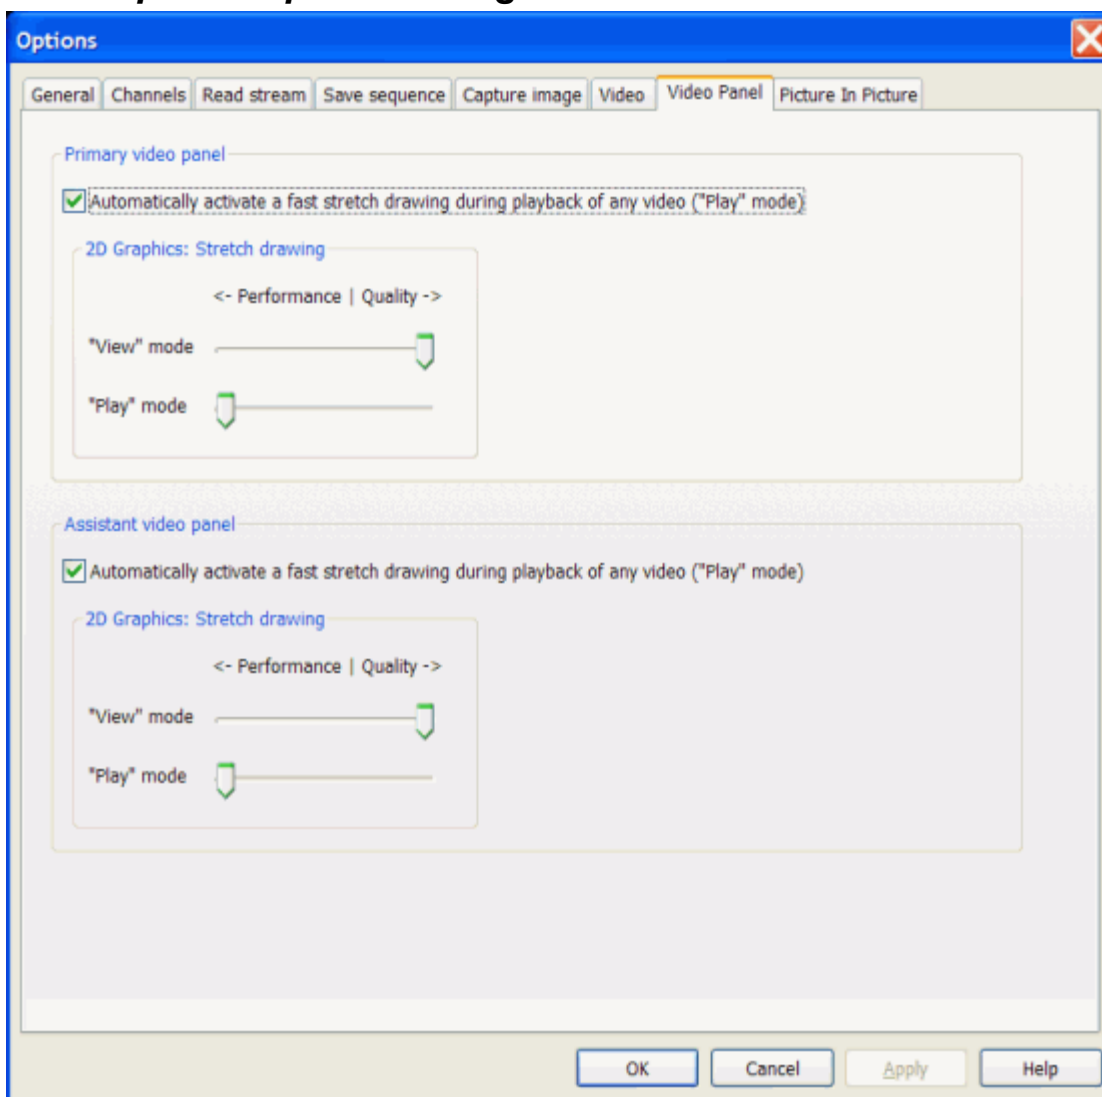 Options
General Channels Read stream Save sequence Capture image Video Video Panel Picture In Picture
Primary video panel
Automatically activate a fast stretch drawing during playback of any video ("Play" mode)
2D Graphics: Stretch drawing
<- Performance | Quality ->
"View" mode
"Play" mode
Assistant video panel
Automatically activate a fast stretch drawing during playback of any video ("Play" mode)
2D Graphics: Stretch drawing
<- Performance | Quality ->
"View" mode
"Play" mode
OK Cancel Apply Help